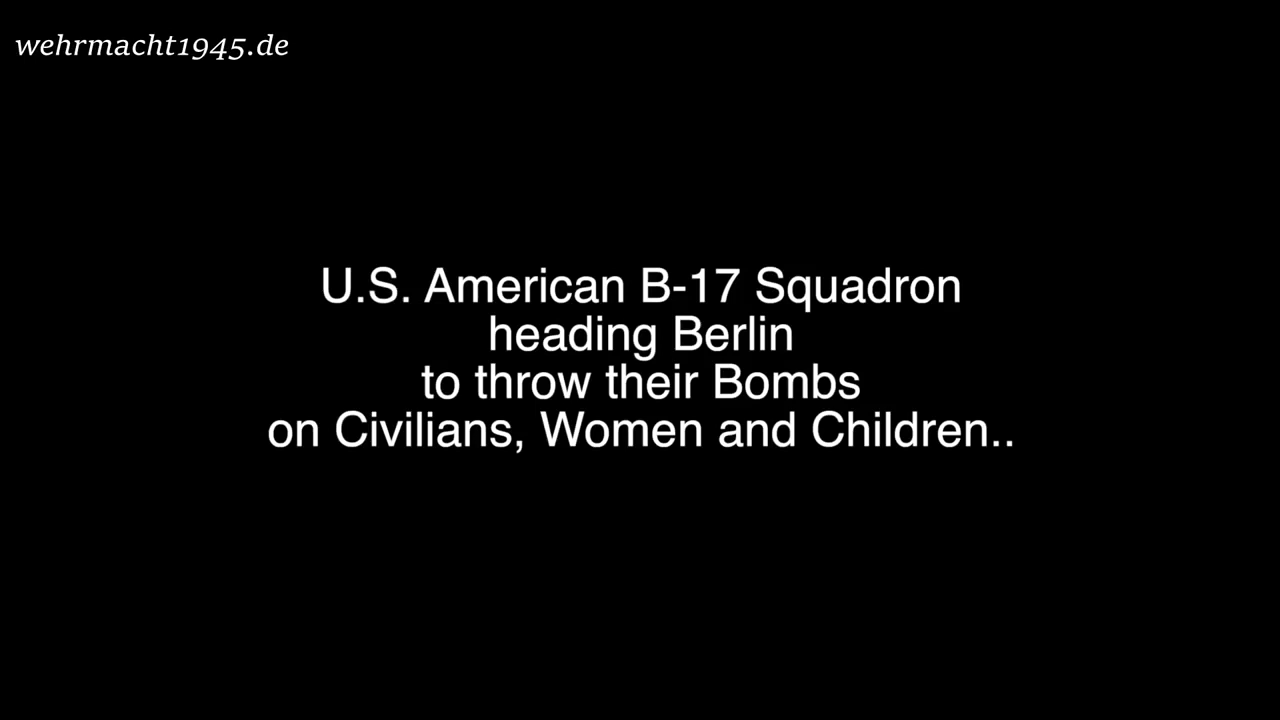 wehrmacht1945.de
U.S. American B-17 Squadron
heading Berlin
to throw their Bombs
on Civilians, Women and Children..